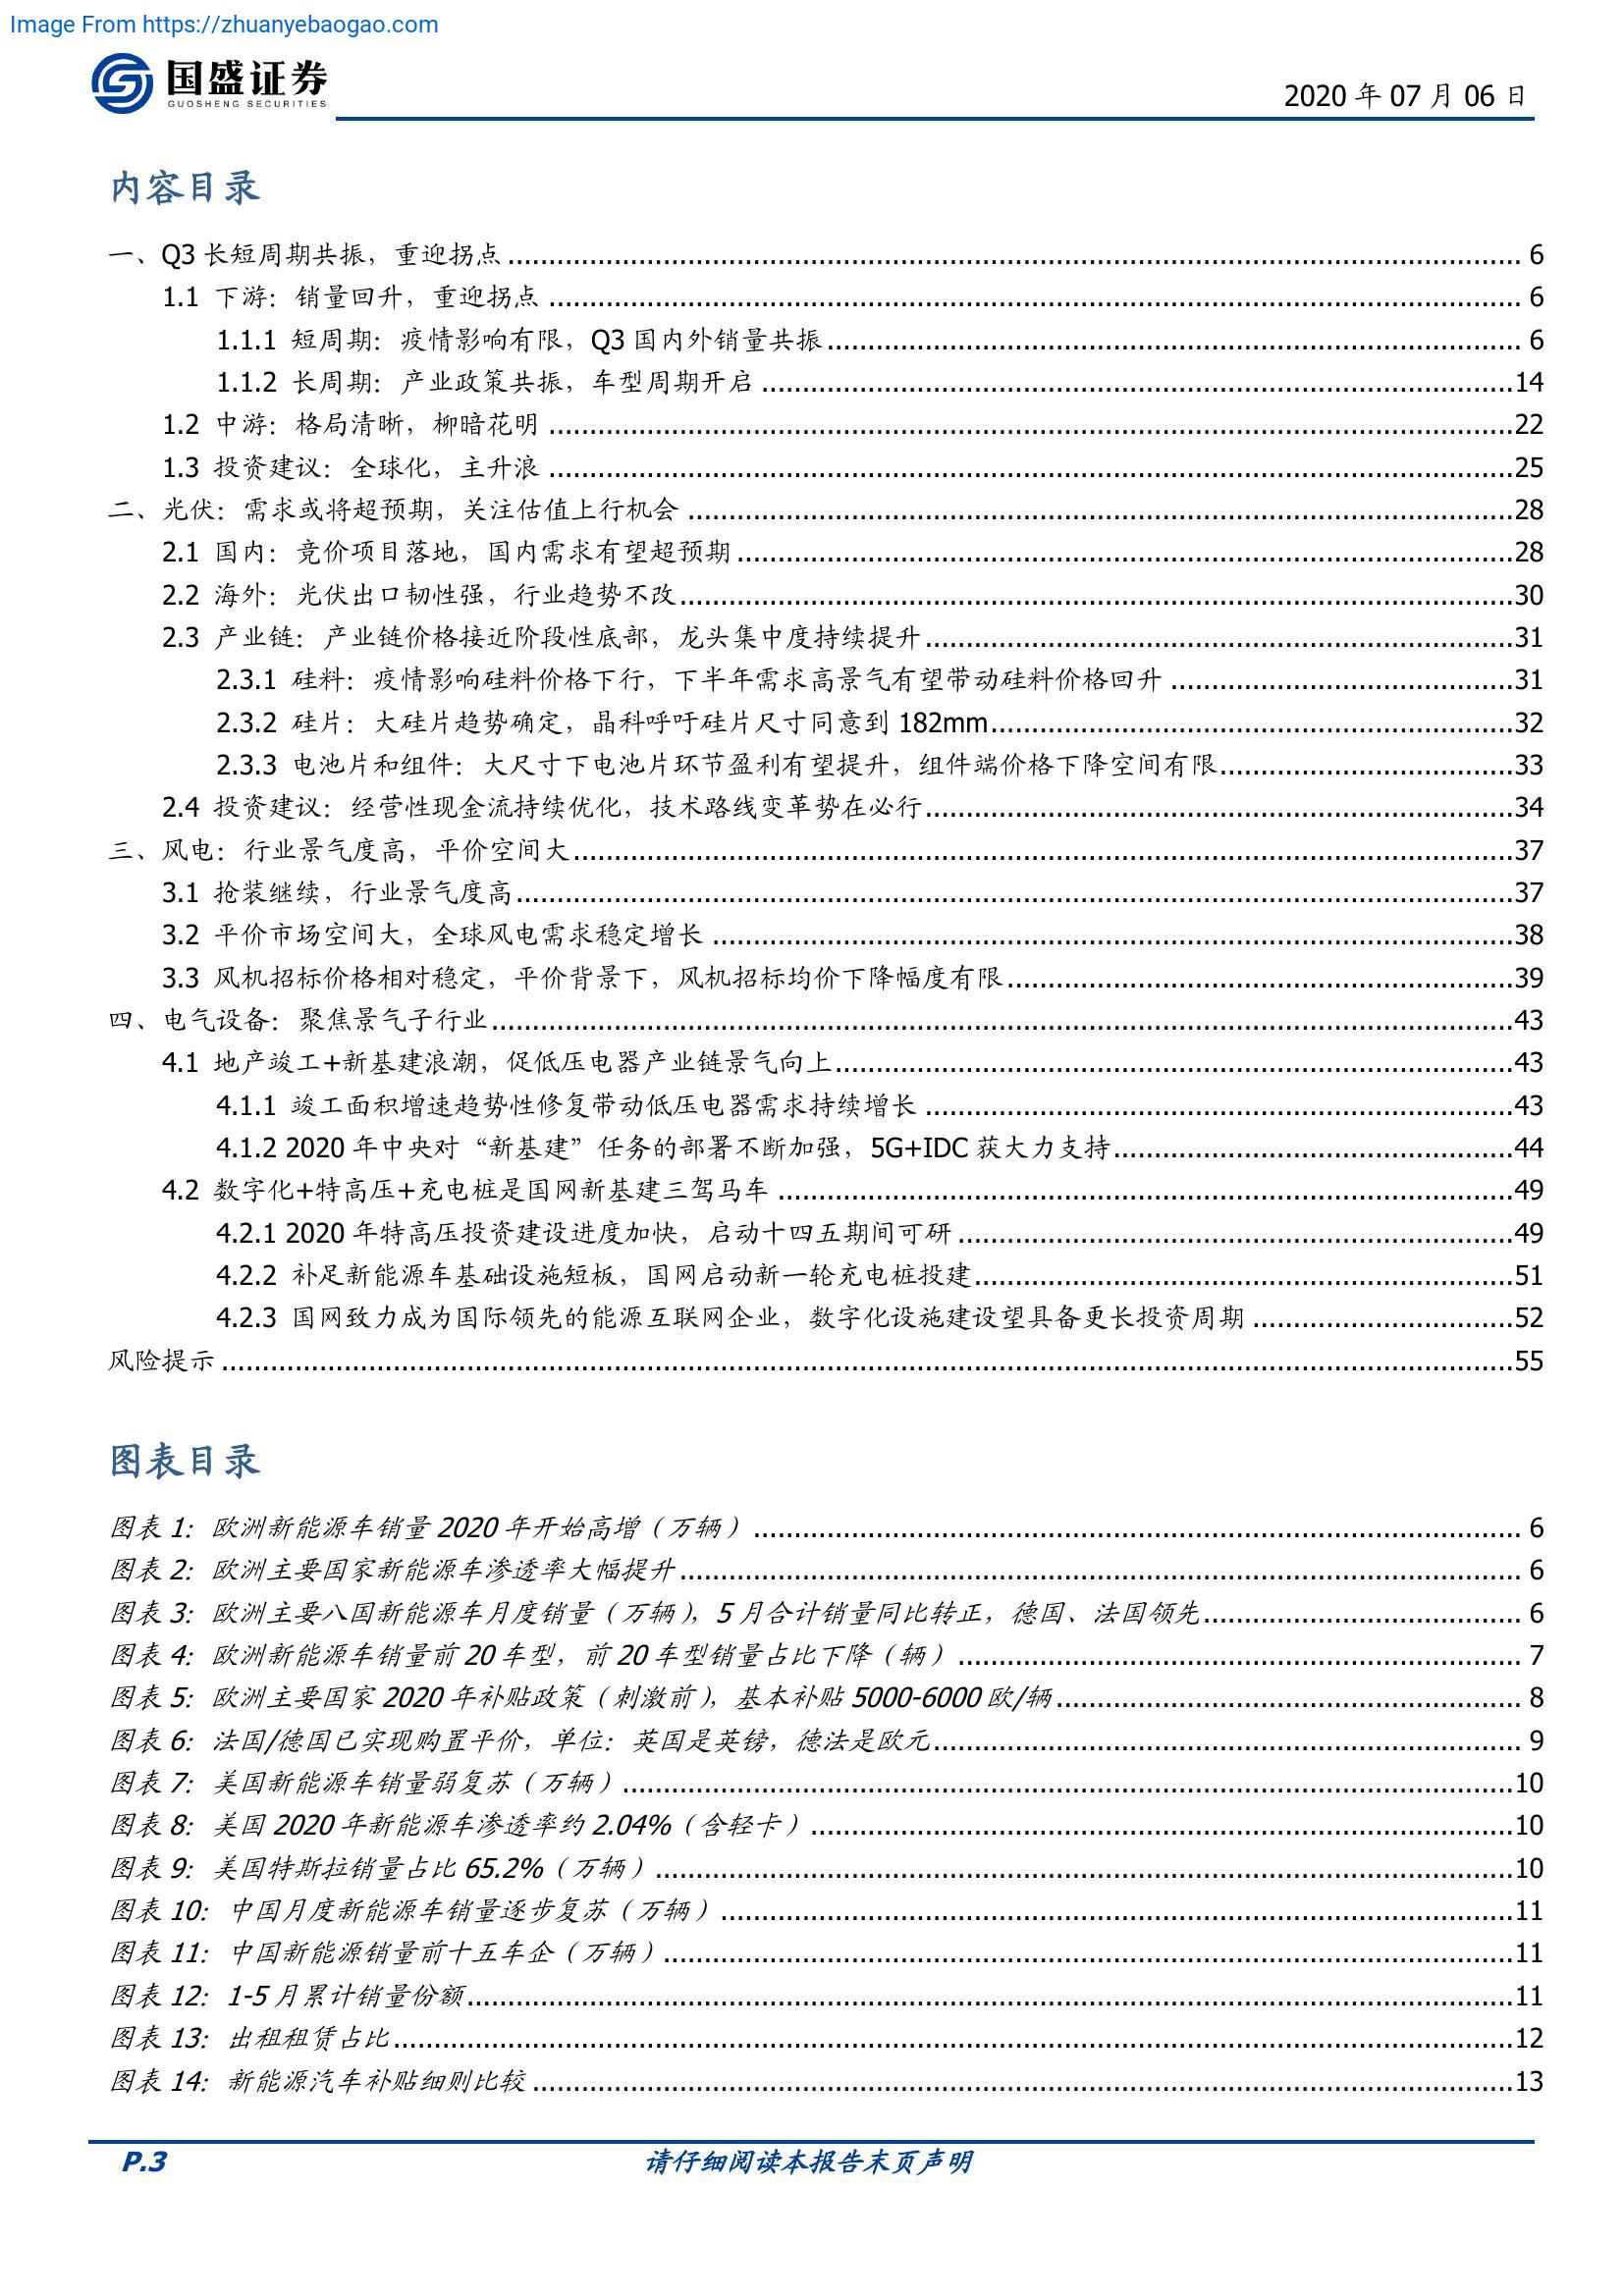 Image From https://zhuanyebaogao.com
国盛证券
GUOSHENG SECURITIES
2020 年 07 月 06 日
内容目录
一、Q3 长短周期共振，重迎拐点 6
1.1 下游：销量回升，重迎拐点 6
1.1.1 短周期：疫情影响有限，Q3 国内外销量共振 6
1.1.2 长周期：产业政策共振，车型周期开启 14
1.2 中游：格局清晰，柳暗花明 22
1.3 投资建议：全球化，主升浪 25
二、光伏：需求或将超预期，关注估值上行机会 28
2.1 国内：竞价项目落地，国内需求有望超预期 28
2.2 海外：光伏出口韧性强，行业趋势不改 30
2.3 产业链：产业链价格接近阶段性底部，龙头集中度持续提升 31
2.3.1 硅料：疫情影响硅料价格下行，下半年需求高景气有望带动硅料价格回升 31
2.3.2 硅片：大硅片趋势确定，晶科呼吁硅片尺寸同意到 182mm 32
2.3.3 电池片和组件：大尺寸下电池片环节盈利有望提升，组件端价格下降空间有限 33
2.4 投资建议：经营性现金流持续优化，技术路线变革势在必行 34
三、风电：行业景气度高，平价空间大 37
3.1 抢装继续，行业景气度高 37
3.2 平价市场空间大，全球风电需求稳定增长 38
3.3 风机招标价格相对稳定，平价背景下，风机招标均价下降幅度有限 39
四、电气设备：聚焦景气子行业 43
4.1 地产竣工+新基建浪潮，促低压电器产业链景气向上 43
4.1.1 竣工面积增速趋势性修复带动低压电器需求持续增长 43
4.1.2 2020 年中央对“新基建”任务的部署不断加强，5G+IDC 获大力支持 44
4.2 数字化+特高压+充电桩是国网新基建三驾马车 49
4.2.1 2020 年特高压投资建设进度加快，启动十四五期间可研 49
4.2.2 补足新能源车基础设施短板，国网启动新一轮充电桩投建 51
4.2.3 国网致力成为国际领先的能源互联网企业，数字化设施建设望具备更长投资周期 52
风险提示 55
图表目录
图表 1：欧洲新能源车销量 2020 年开始高增（万辆） 6
图表 2：欧洲主要国家新能源车渗透率大幅提升 6
图表 3：欧洲主要八国新能源车月度销量（万辆），5 月合计销量同比转正，德国、法国领先 6
图表 4：欧洲新能源车销量前 20 车型，前 20 车型销量占比下降（辆） 7
图表 5：欧洲主要国家 2020 年补贴政策（刺激前），基本补贴 5000-6000 欧/辆 8
图表 6：法国/德国已实现购置平价，单位：英国是英镑，德法是欧元 9
图表 7：美国新能源车销量弱复苏（万辆） 10
图表 8：美国 2020 年新能源车渗透率约 2.04%（含轻卡） 10
图表 9：美国特斯拉销量占比 65.2%（万辆） 10
图表 10：中国月度新能源车销量逐步复苏（万辆） 11
图表 11：中国新能源销量前十五车企（万辆） 11
图表 12：1-5 月累计销量份额 11
图表 13：出租租赁占比 12
图表 14：新能源汽车补贴细则比较 13
P.3
请仔细阅读本报告末页声明